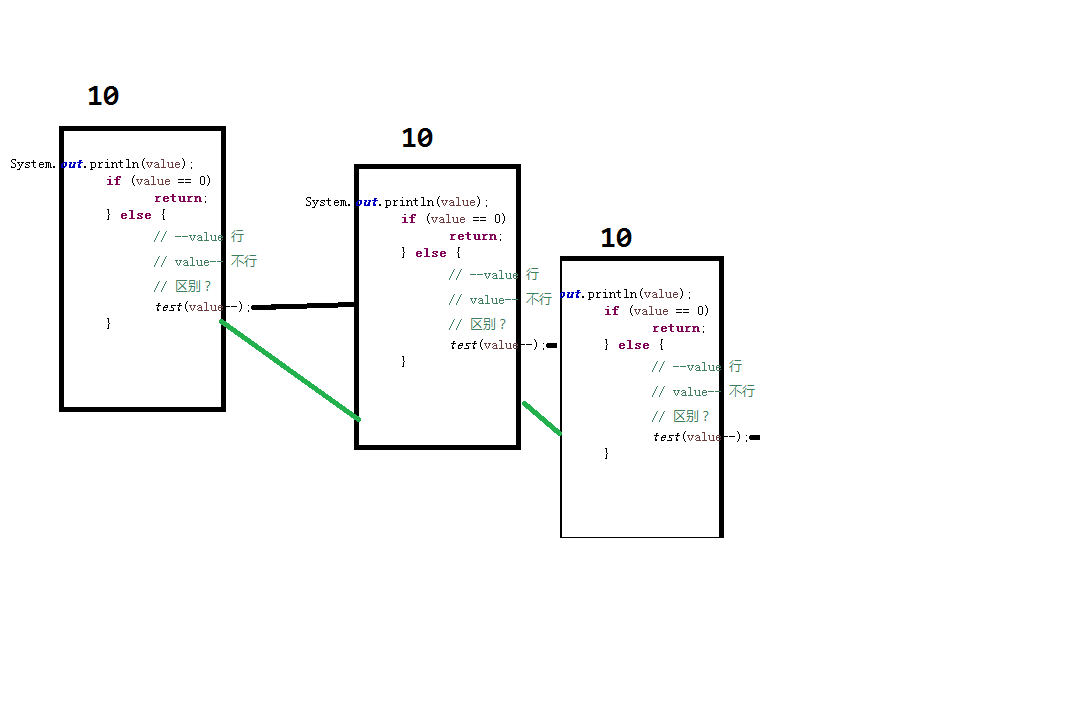 10
System.out.println(value);
if (value == 0)
return;
} else {
// --value 行
// value-- 不行
// 区别？
test(value--);
}
10
System.out.println(value);
if (value == 0)
return;
} else {
// --value 行
// value-- 不行
// 区别？
test(value--);
}
10
out.println(value);
if (value == 0)
return;
} else {
// --value 行
// value-- 不行
// 区别？
test(value--);
}